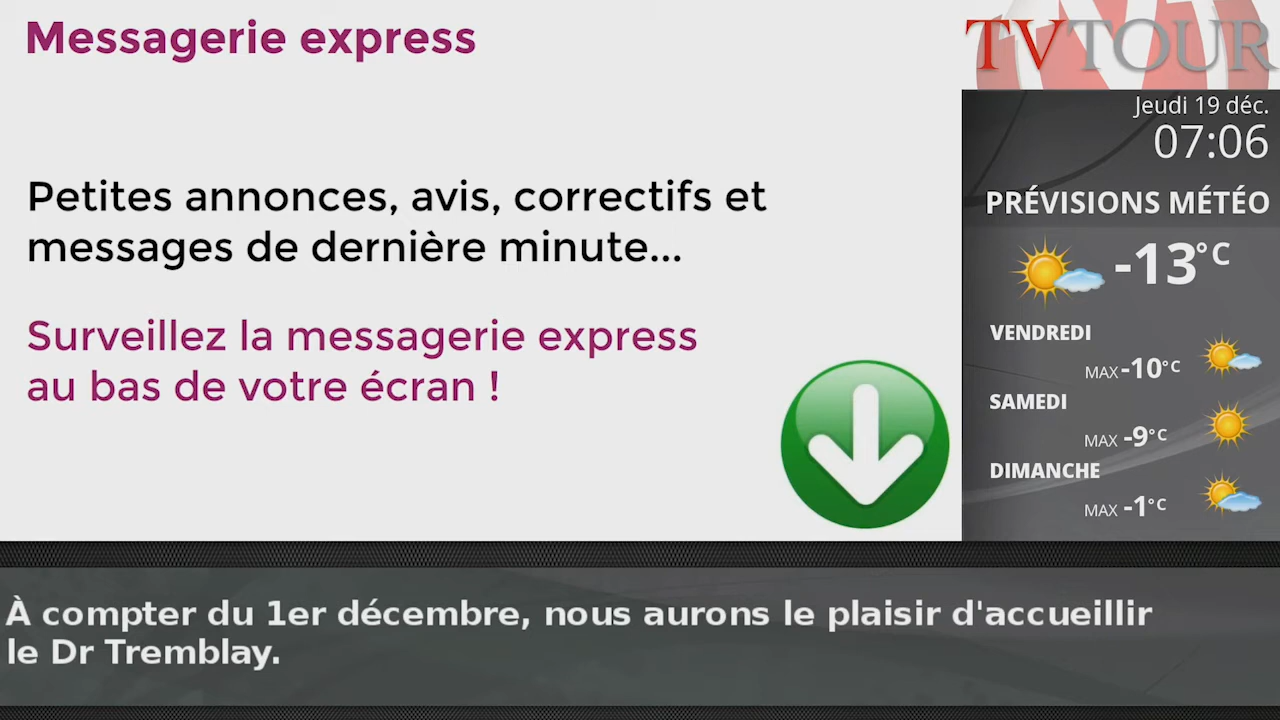 Messagerie express
Petites annonces, avis, correctifs et
messages de dernière minute...
Surveillez la messagerie express
au bas de votre écran !
TVTOUR
Jeudi 19 déc.
07:06
PRÉVISIONS MÉTÉO
-13°C
VENDREDI
MAX -10°C
SAMEDI
MAX -9°C
DIMANCHE
MAX -1°C
À compter du 1er décembre, nous aurons le plaisir d'accueillir
le Dr Tremblay.